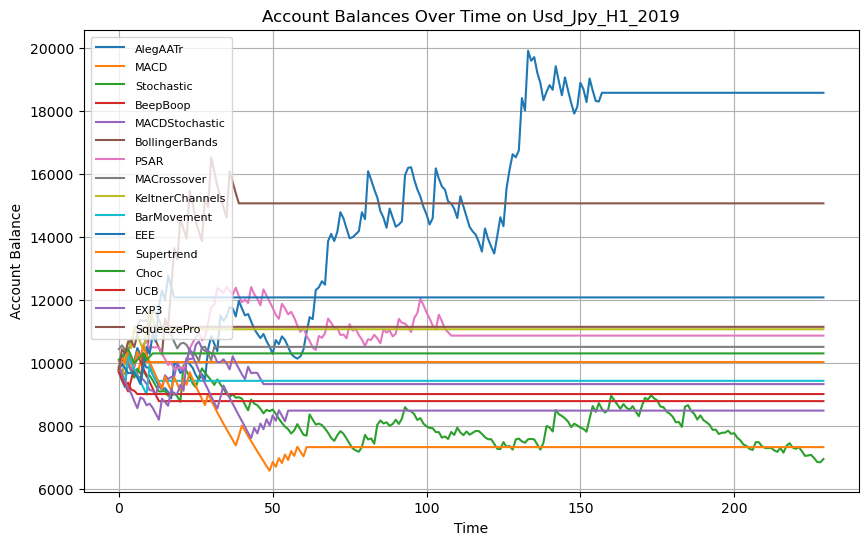 Account Balances Over Time on Usd_Jpy_H1_2019
Account Balance
20000
18000
16000
14000
12000
10000
8000
6000
AlegAATr
MACD
Stochastic
BeepBoop
MACDStochastic
BollingerBands
PSAR
MACrossover
KeltnerChannels
BarMovement
EEE
Supertrend
Choc
UCB
EXP3
SqueezePro
0 50 100 150 200
Time